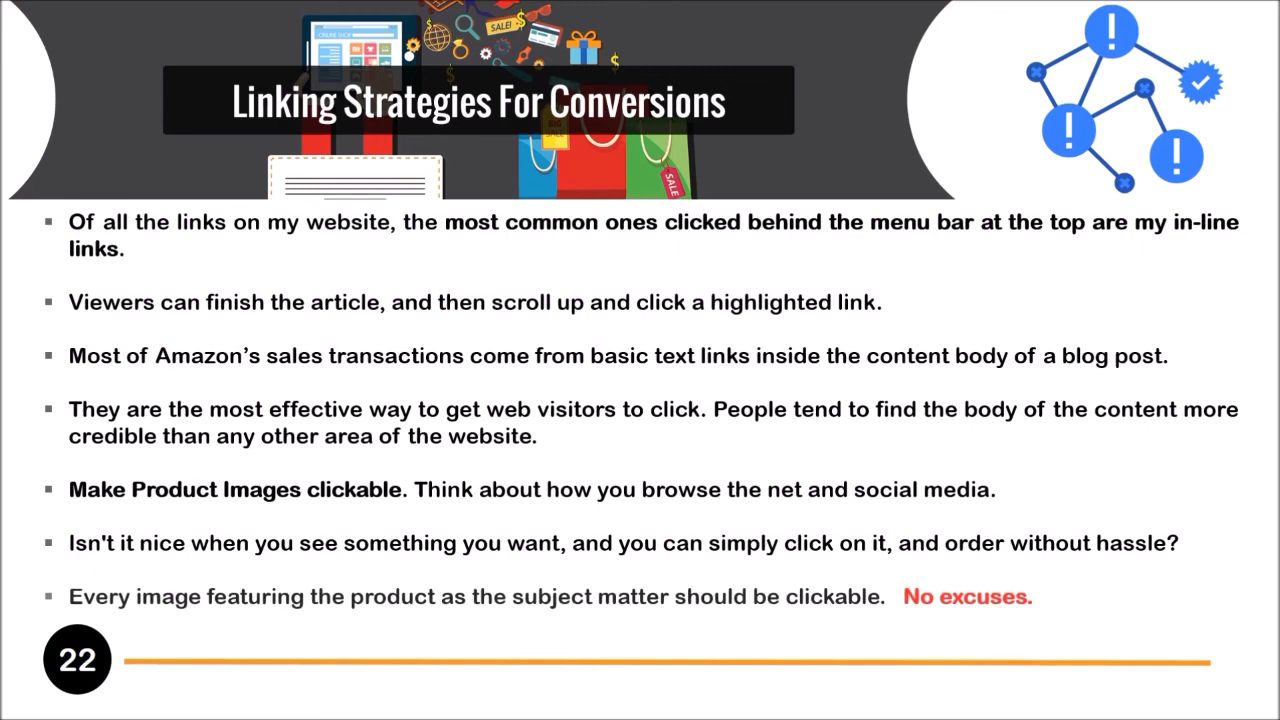 ONLINE SHOP
SALE!
Linking Strategies For Conversions
BIG
SALE
SALE
▪ Of all the links on my website, the most common ones clicked behind the menu bar at the top are my in-line
links.
▪ Viewers can finish the article, and then scroll up and click a highlighted link.
▪ Most of Amazon’s sales transactions come from basic text links inside the content body of a blog post.
▪ They are the most effective way to get web visitors to click. People tend to find the body of the content more
credible than any other area of the website.
▪ Make Product Images clickable. Think about how you browse the net and social media.
▪ Isn't it nice when you see something you want, and you can simply click on it, and order without hassle?
▪ Every image featuring the product as the subject matter should be clickable. No excuses.
22